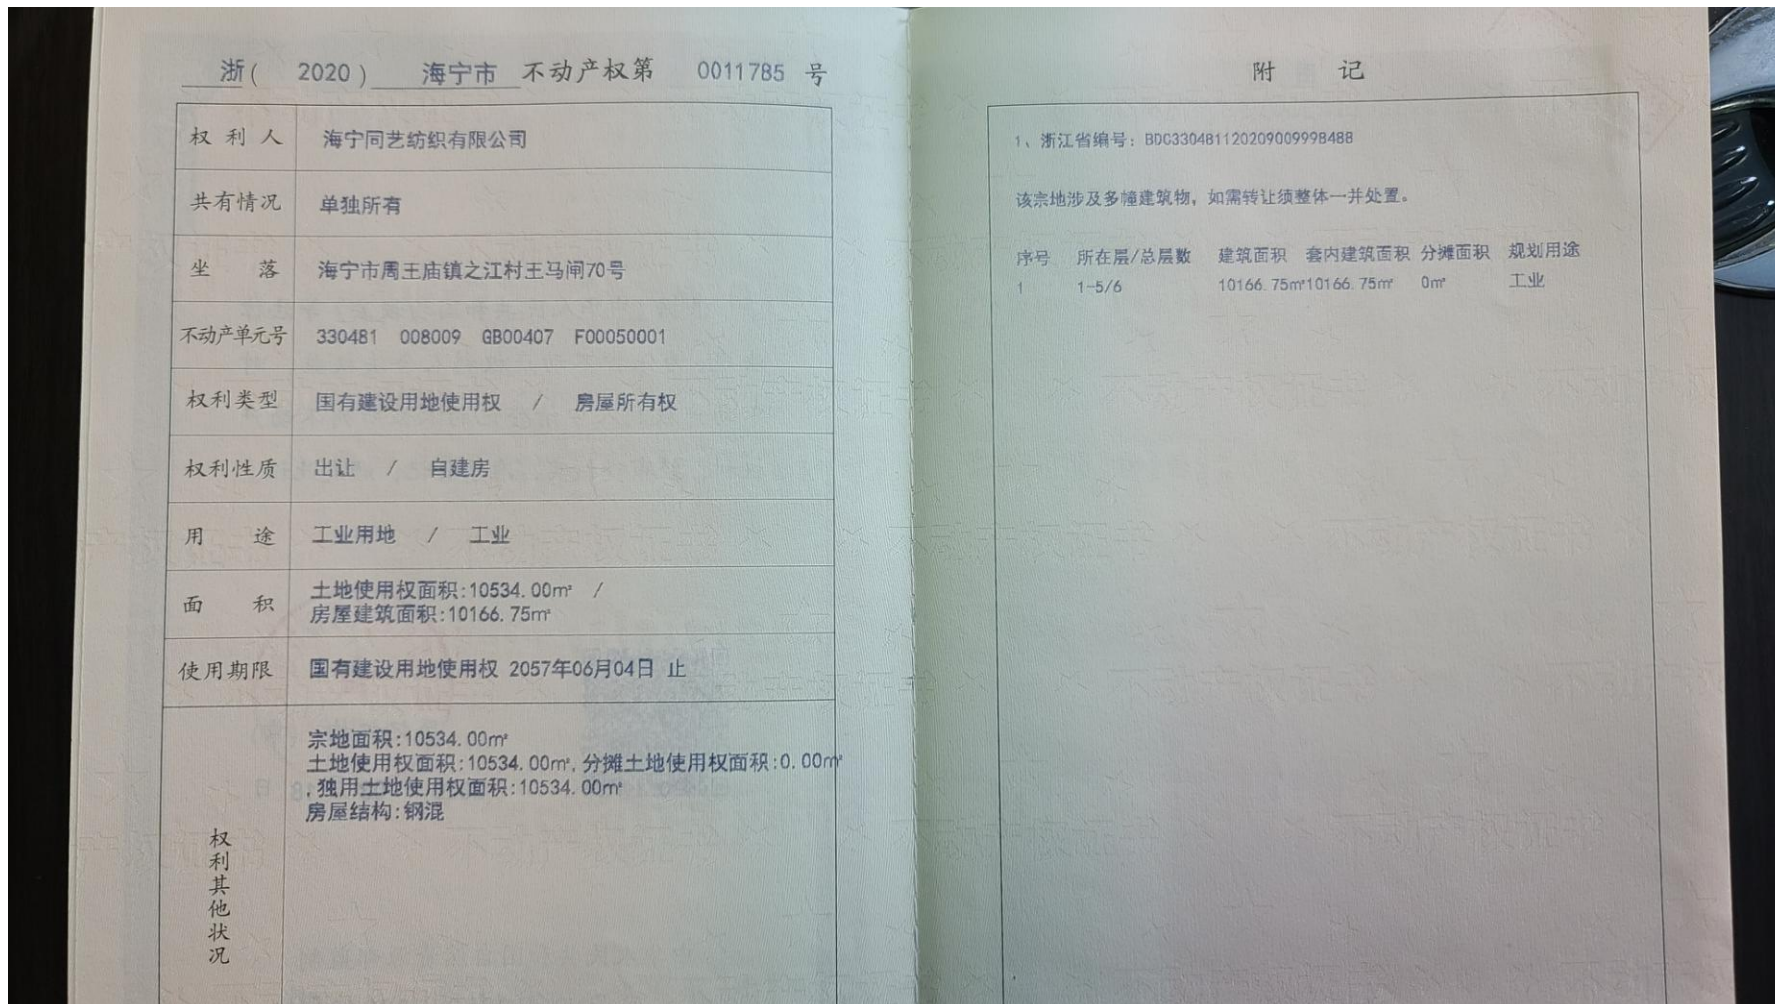 浙( 2020 ) 海宁市 不动产权第 0011785 号
权利人 海宁同艺纺织有限公司
共有情况 单独所有
坐落 海宁市周王庙镇之江村王马闸70号
不动产单元号 330481 008009 GB00407 F00050001
权利类型 国有建设用地使用权 / 房屋所有权
权利性质 出让 / 自建房
用途 工业用地 / 工业
面积 土地使用权面积:10534.00㎡ /
房屋建筑面积:10166.75㎡
使用期限 国有建设用地使用权 2057年06月04日 止
权利其他状况
宗地面积:10534.00㎡
土地使用权面积:10534.00㎡,分摊土地使用权面积:0.00㎡
,独用土地使用权面积:10534.00㎡
房屋结构:钢混
附记
1、浙江省编号：BDC330481120209009998488
该宗地涉及多幢建筑物，如需转让须整体一并处置。
序号 所在层/总层数 建筑面积 套内建筑面积 分摊面积 规划用途
1 1-5/6 10166.75㎡ 10166.75㎡ 0㎡ 工业